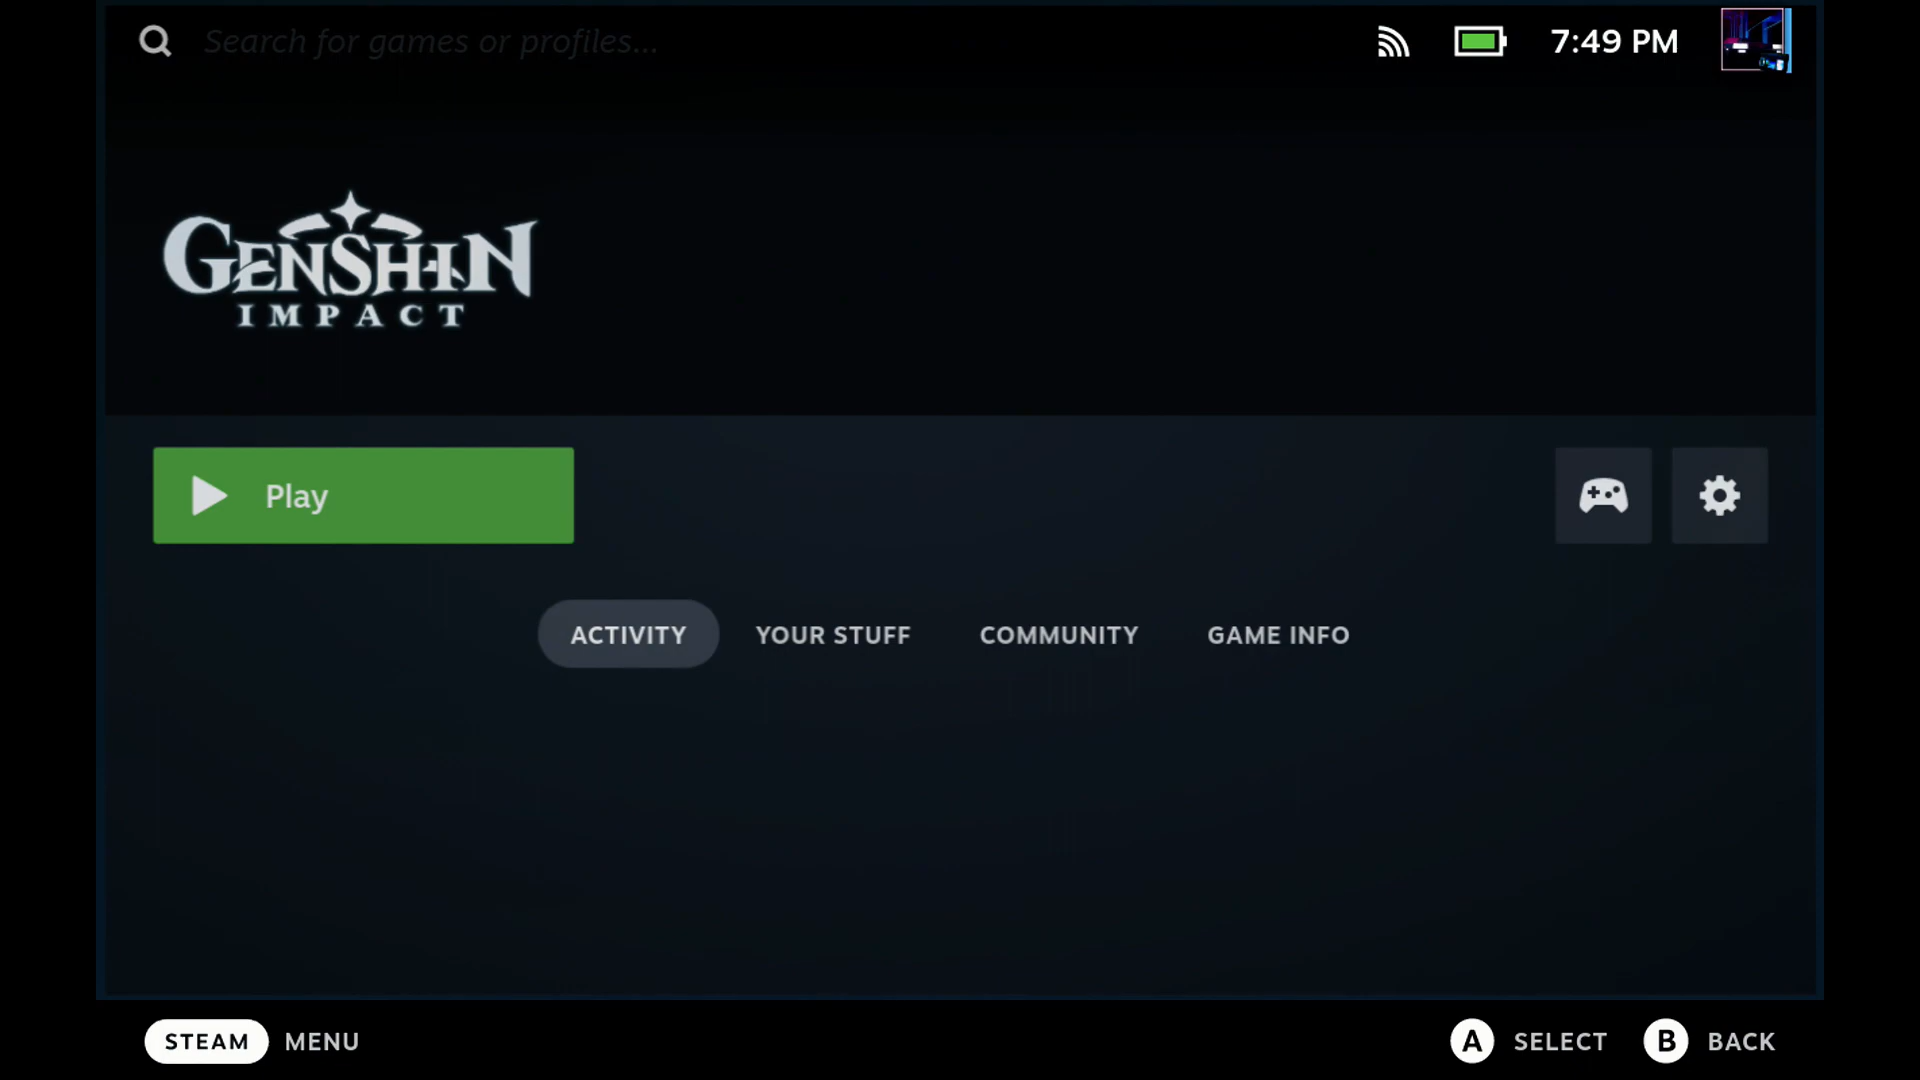 Search for games or profiles...
7:49 PM
GENSHIN
IMPACT
Play
ACTIVITY YOUR STUFF COMMUNITY GAME INFO
STEAM MENU A SELECT B BACK